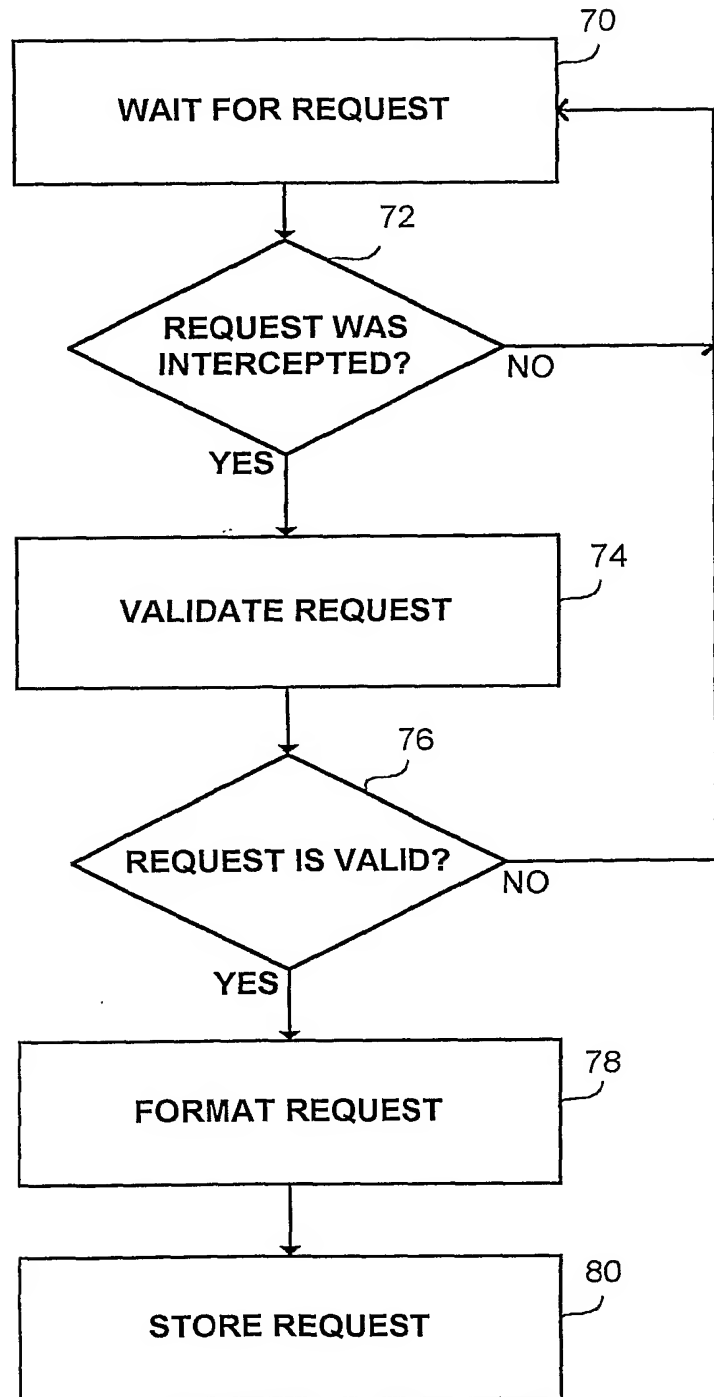 70
WAIT FOR REQUEST
72
REQUEST WAS
INTERCEPTED?
NO
YES
74
VALIDATE REQUEST
76
REQUEST IS VALID?
NO
YES
78
FORMAT REQUEST
80
STORE REQUEST